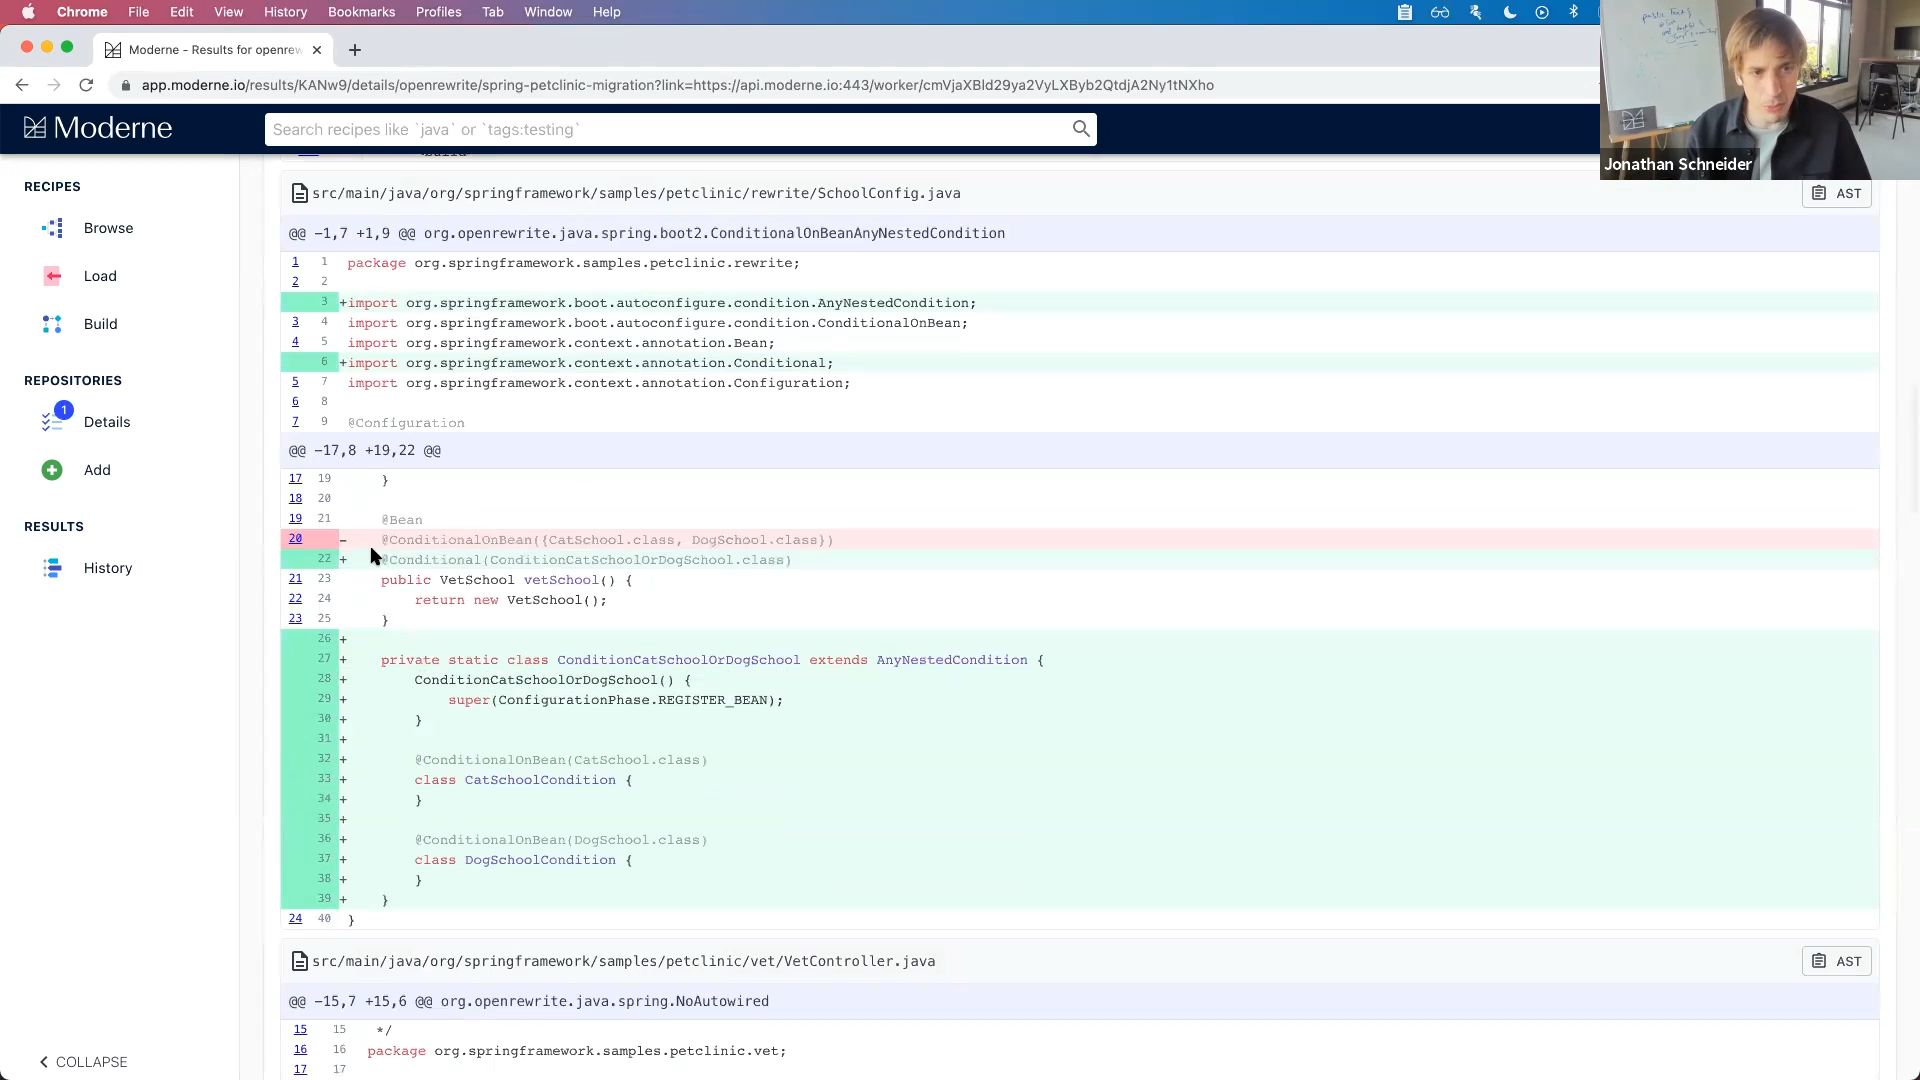 Chrome File Edit View History Bookmarks Profiles Tab Window Help
Moderne - Results for openrew
app.moderne.io/results/KANw9/details/openrewrite/spring-petclinic-migration?link=https://api.moderne.io:443/worker/cmVjaXBld29ya2VyLXByb2QtdjA2Ny1tNXho
Moderne
Search recipes like `java` or `tags:testing`
Jonathan Schneider
RECIPES
Browse
Load
Build
REPOSITORIES
1
Details
Add
RESULTS
History
COLLAPSE
<build>
src/main/java/org/springframework/samples/petclinic/rewrite/SchoolConfig.java
AST
@@ -1,7 +1,9 @@ org.openrewrite.java.spring.boot2.ConditionalOnBeanAnyNestedCondition
1 1 package org.springframework.samples.petclinic.rewrite;
2 2
3 +import org.springframework.boot.autoconfigure.condition.AnyNestedCondition;
3 4 import org.springframework.boot.autoconfigure.condition.ConditionalOnBean;
4 5 import org.springframework.context.annotation.Bean;
6 +import org.springframework.context.annotation.Conditional;
5 7 import org.springframework.context.annotation.Configuration;
6 8
7 9 @Configuration
@@ -17,8 +19,22 @@
17 19 }
18 20
19 21 @Bean
20 - @ConditionalOnBean({CatSchool.class, DogSchool.class})
22 + @Conditional(ConditionCatSchoolOrDogSchool.class)
21 23 public VetSchool vetSchool() {
22 24 return new VetSchool();
23 25 }
26 +
27 + private static class ConditionCatSchoolOrDogSchool extends AnyNestedCondition {
28 + ConditionCatSchoolOrDogSchool() {
29 + super(ConfigurationPhase.REGISTER_BEAN);
30 + }
31 +
32 + @ConditionalOnBean(CatSchool.class)
33 + class CatSchoolCondition {
34 + }
35 +
36 + @ConditionalOnBean(DogSchool.class)
37 + class DogSchoolCondition {
38 + }
39 + }
24 40 }
src/main/java/org/springframework/samples/petclinic/vet/VetController.java
AST
@@ -15,7 +15,6 @@ org.openrewrite.java.spring.NoAutowired
15 15 */
16 16 package org.springframework.samples.petclinic.vet;
17 17